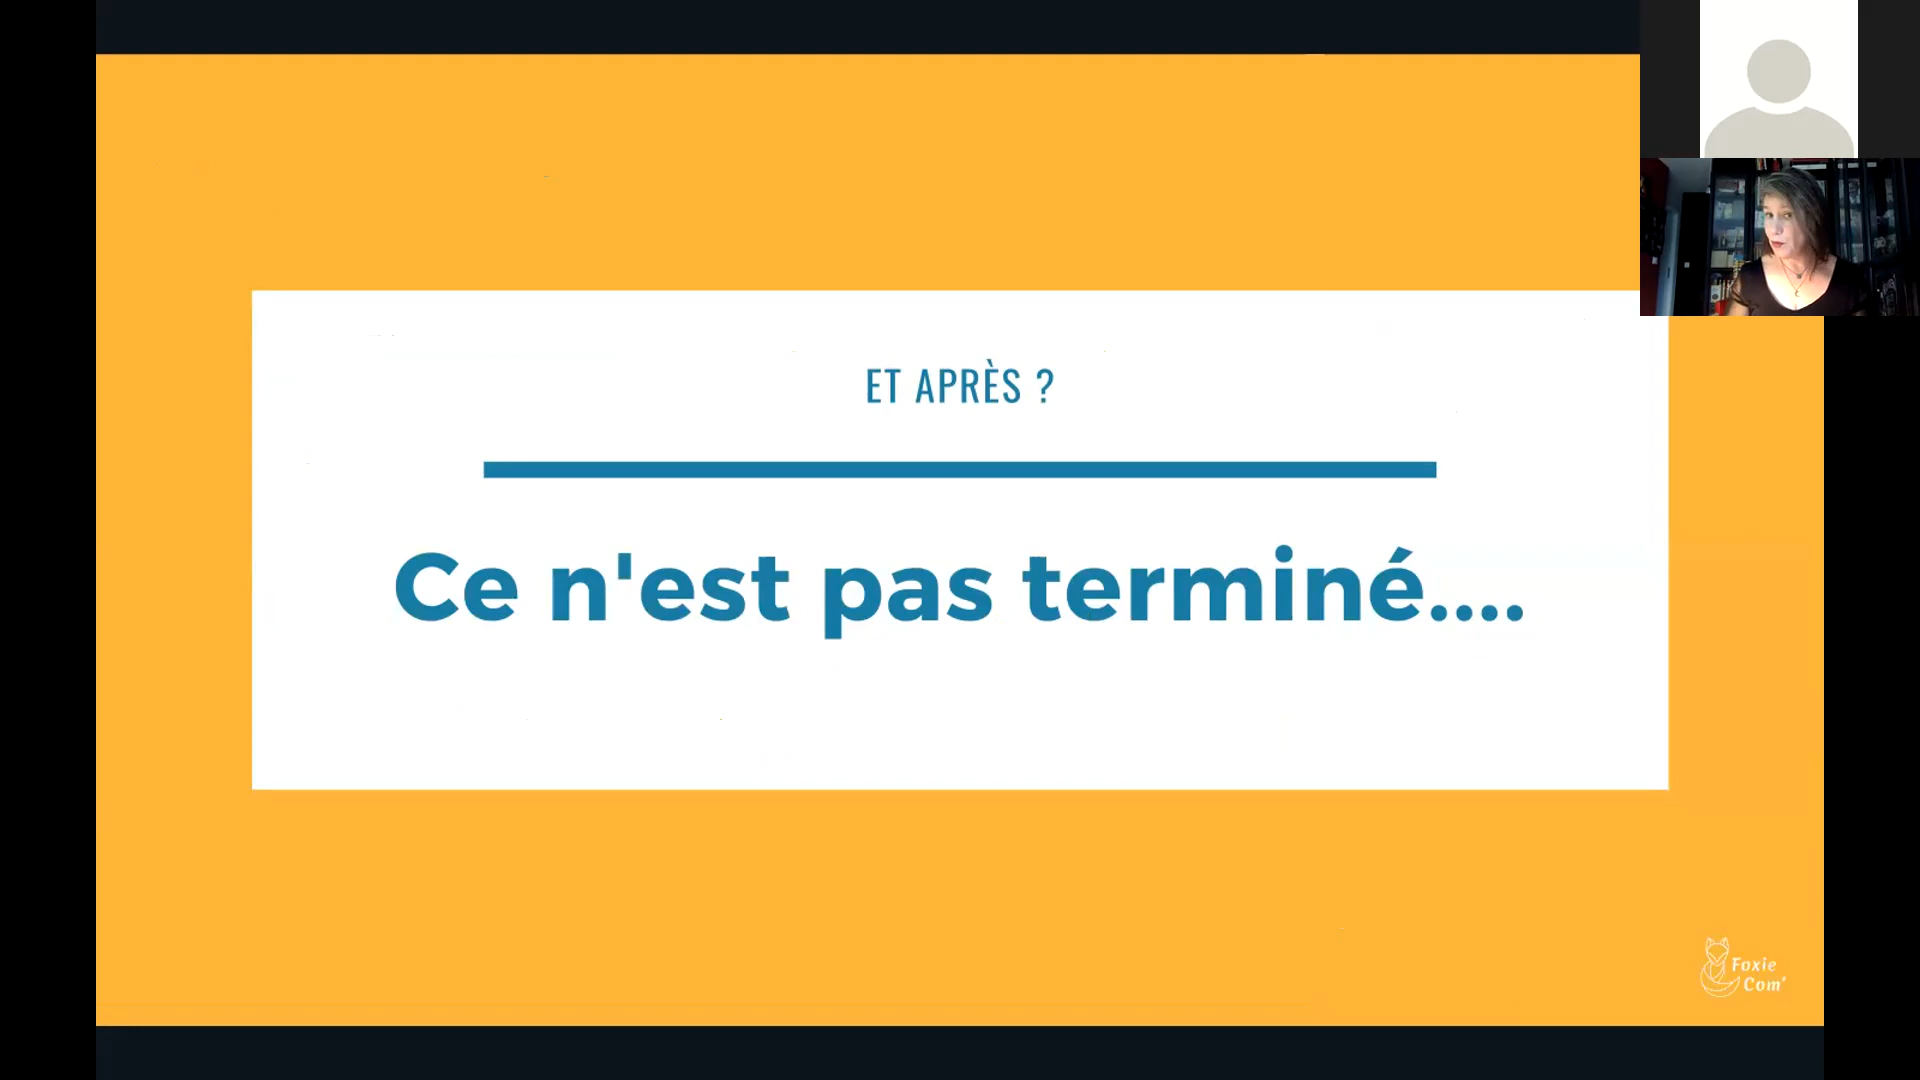 ET APRÈS ?
Ce n'est pas terminé....
Foxie
Com'